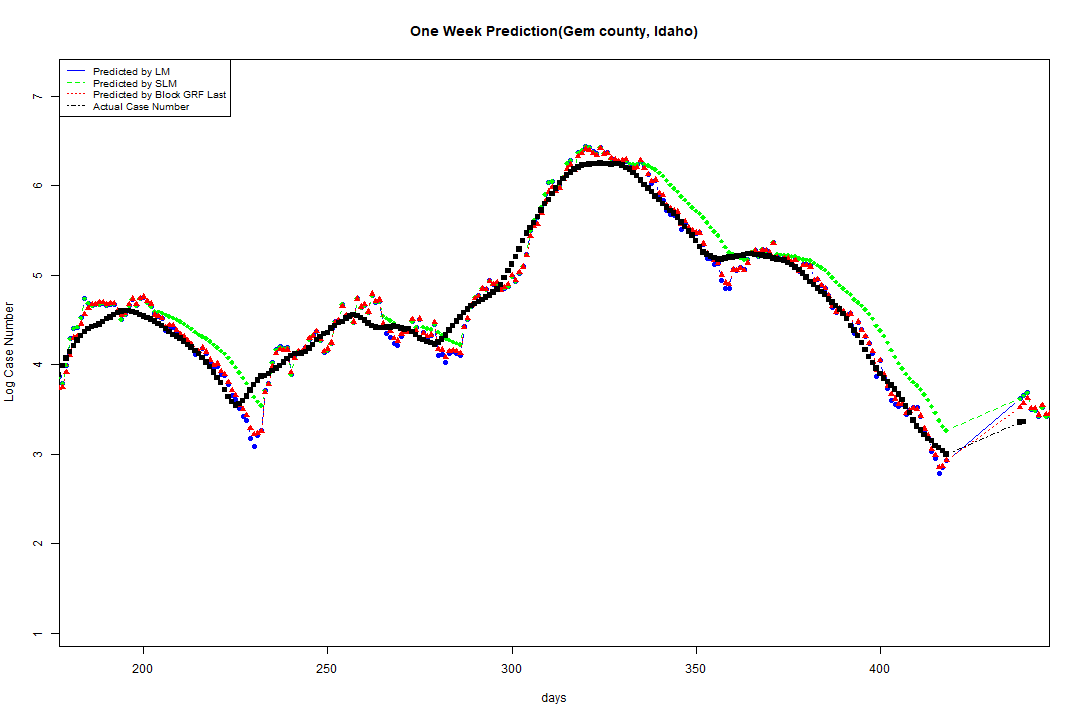 One Week Prediction(Gem county, Idaho)
Predicted by LM
Predicted by SLM
Predicted by Block GRF Last
Actual Case Number
7
6
5
4
3
2
1
Log Case Number
200
250
300
350
400
days